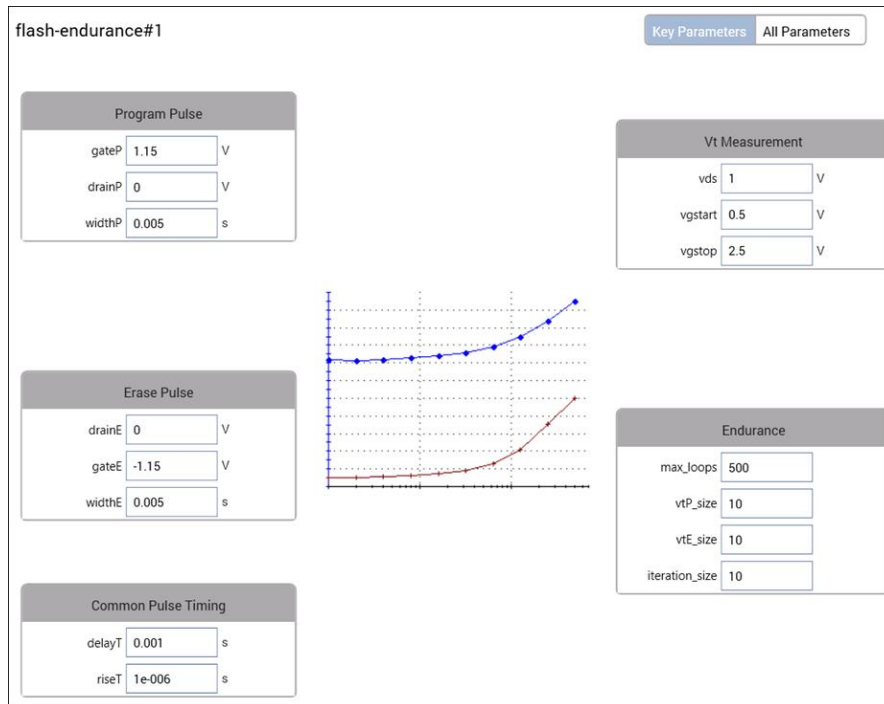 flash-endurance#1
Key Parameters All Parameters
Program Pulse
gateP 1.15 V
drainP 0 V
widthP 0.005 s
Vt Measurement
vds 1 V
vgstart 0.5 V
vgstop 2.5 V
Erase Pulse
drainE 0 V
gateE -1.15 V
widthE 0.005 s
Endurance
max_loops 500
vtP_size 10
vtE_size 10
iteration_size 10
Common Pulse Timing
delayT 0.001 s
riseT 1e-006 s